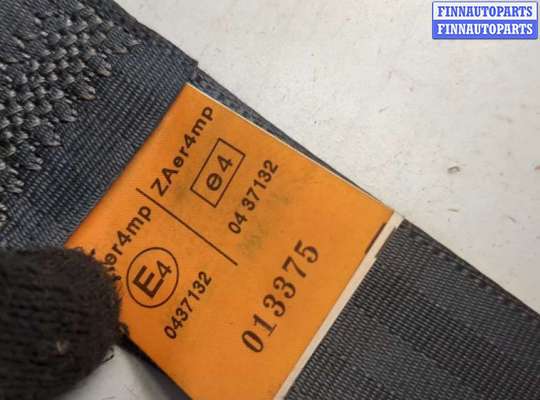 FINNAUTOPARTS
FINNAUTOPARTS
ZAer4mp
e4
04 37132
er4mp
E4
0437132
013375